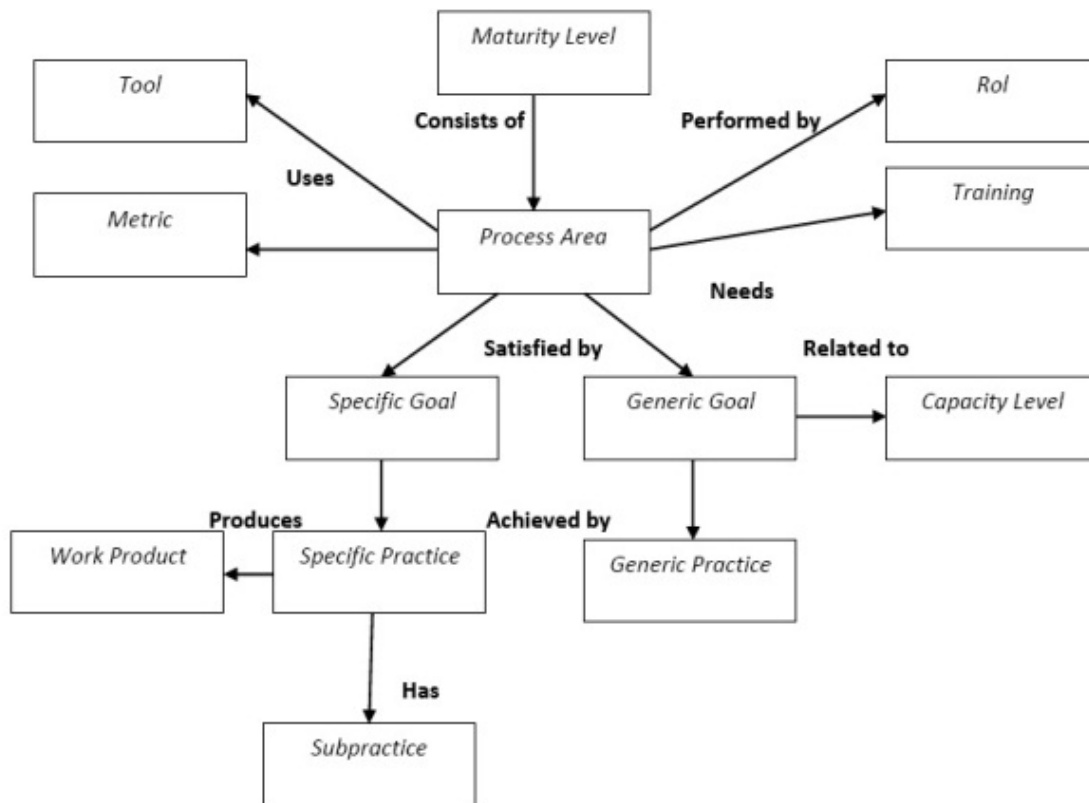 Maturity Level
Tool
Rol
Consists of
Performed by
Uses
Training
Metric
Process Area
Needs
Satisfied by
Related to
Specific Goal
Generic Goal
Capacity Level
Produces
Achieved by
Work Product
Specific Practice
Generic Practice
Has
Subpractice